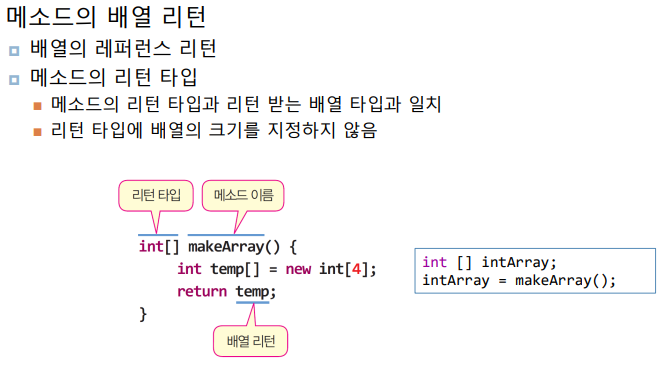 메소드의 배열 리턴
배열의 레퍼런스 리턴
메소드의 리턴 타입
메소드의 리턴 타입과 리턴 받는 배열 타입과 일치
리턴 타입에 배열의 크기를 지정하지 않음
리턴 타입
메소드 이름
int[] makeArray() {
int temp[] = new int[4];
return temp;
}
배열 리턴
int [] intArray;
intArray = makeArray();